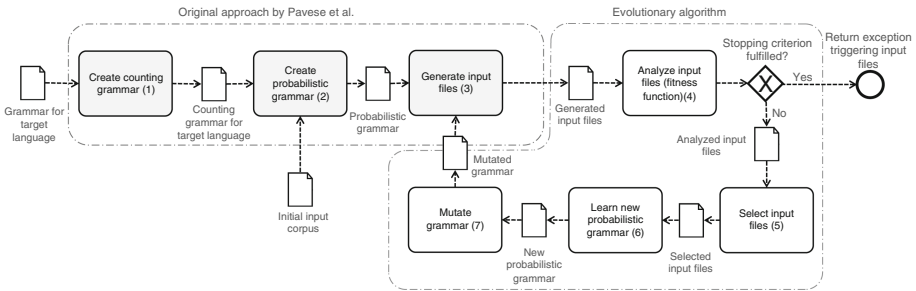 Original approach by Pavese et al.
Evolutionary algorithm
Stopping criterion
fulfilled?
Return exception
triggering input
files
Create counting
grammar (1)
Create
probabilistic
grammar (2)
Generate input
files (3)
Analyze input
files (fitness
function)(4)
Yes
No
Grammar for
target
language
Counting
grammar for
target language
Probabilistic
grammar
Generated
input files
Analyzed input
files
Mutated
grammar
Initial input
corpus
Mutate
grammar (7)
Learn new
probabilistic
grammar (6)
Select input
files (5)
New
probabilistic
grammar
Selected
input files